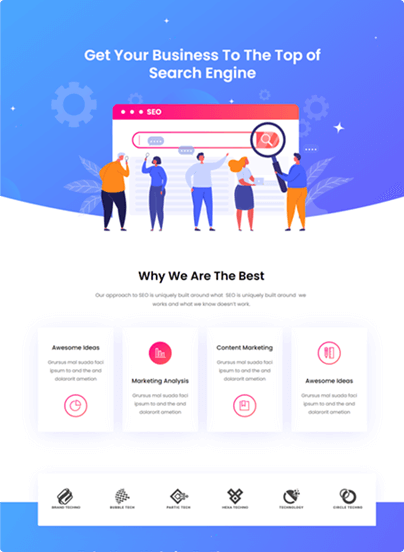 Get Your Business To The Top of
Search Engine
SEO
Why We Are The Best
Our approach to SEO is uniquely built around what SEO is uniquely built around we
works and what we know doesn't work.
Awesome Ideas
Grursus mal suada faci
ipsum to and the and
dolarorit ametion
Marketing Analysis
Grursus mal suada faci
ipsum to and the and
dolarorit ametion
Content Marketing
Grursus mal suada faci
ipsum to and the and
dolarorit ametion
Awesome Ideas
Grursus mal suada faci
ipsum to and the and
dolarorit ametion
BRAND TECHNO
BUBBLE TECH
PARTIC TECH
HEXA TECHNO
TECHNOLOGY
CIRCLE TECHNO